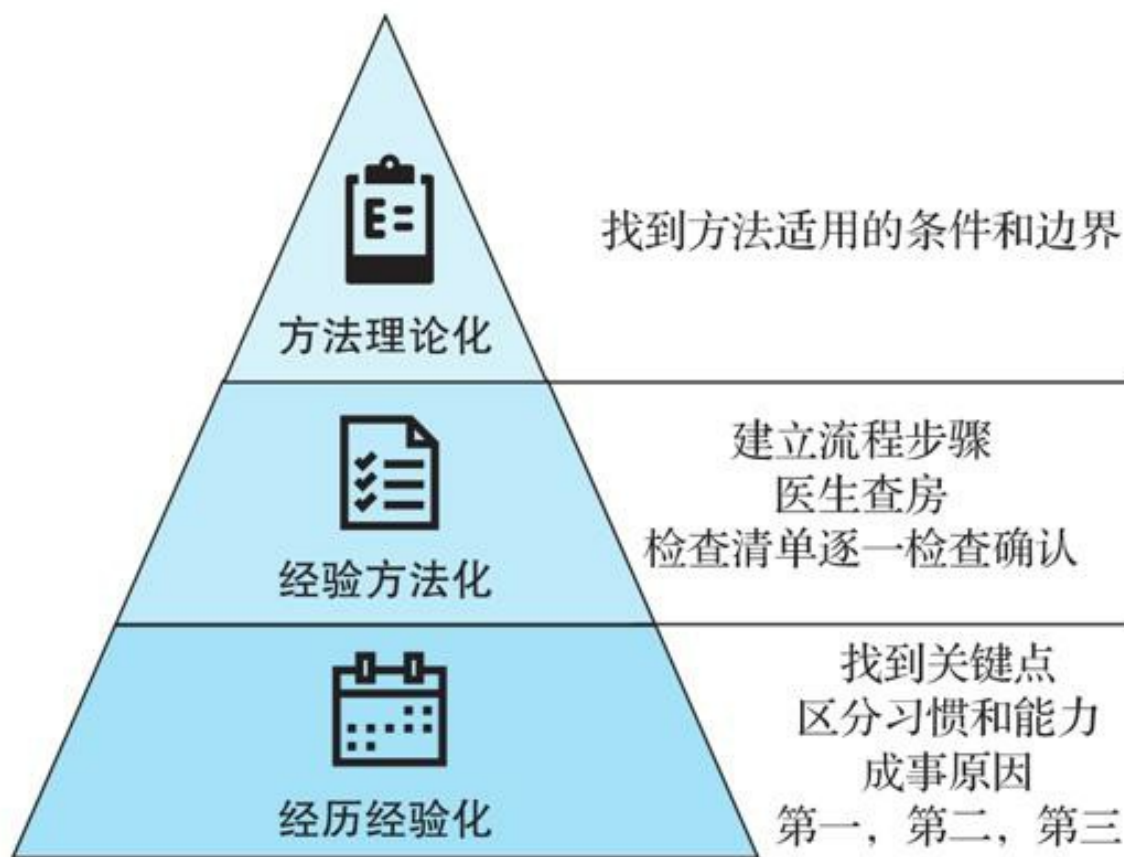 E=
方法理论化
找到方法适用的条件和边界
经验方法化
建立流程步骤
医生查房
检查清单逐一检查确认
经历经验化
找到关键点
区分习惯和能力
成事原因
第一，第二，第三